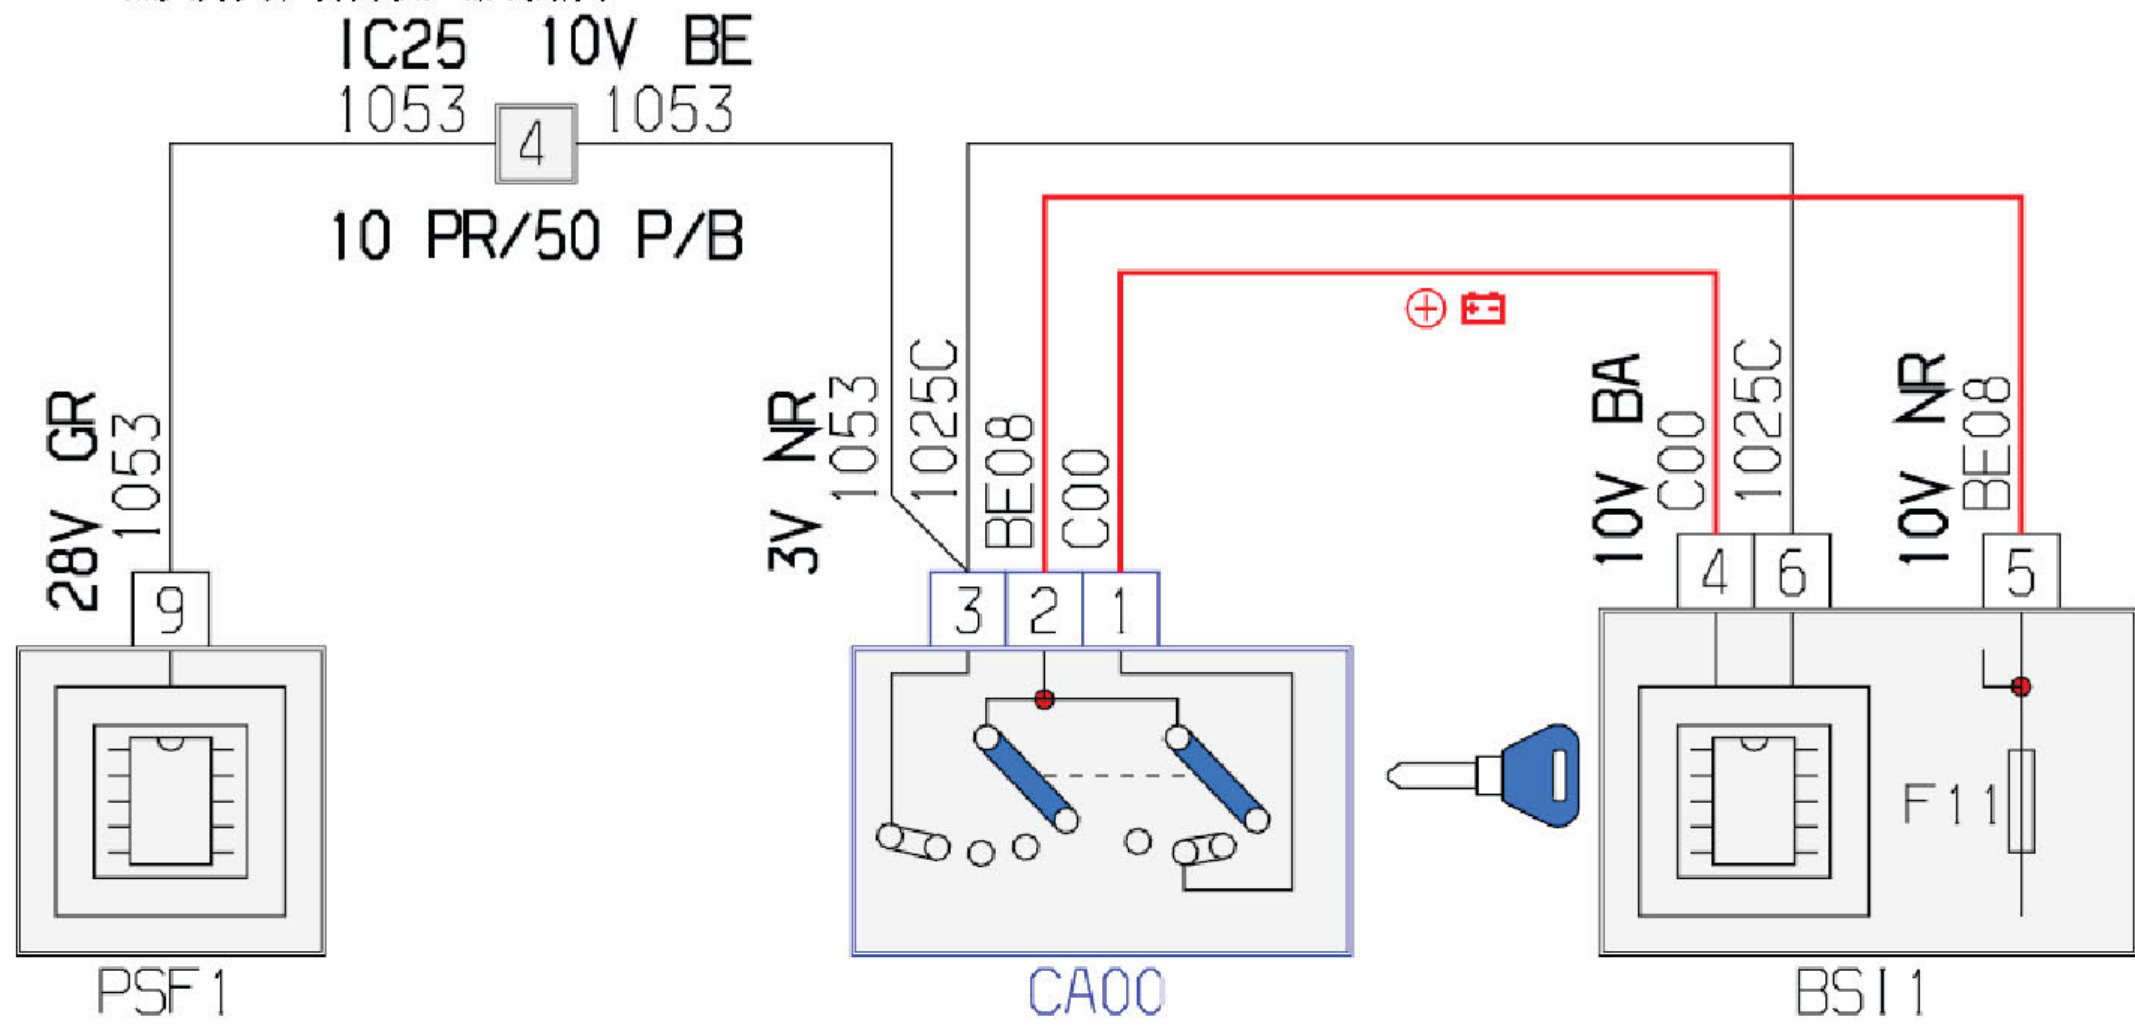 IC25 10V BE
1053 1053
4
10 PR/50 P/B
28V GR
1053
9
3V NR
1053
1025C
BE08
C00
3 2 1
10V BA
C00
1025C
10V NR
BE08
4 6 5
F11
PSF1
CA00
BSI1